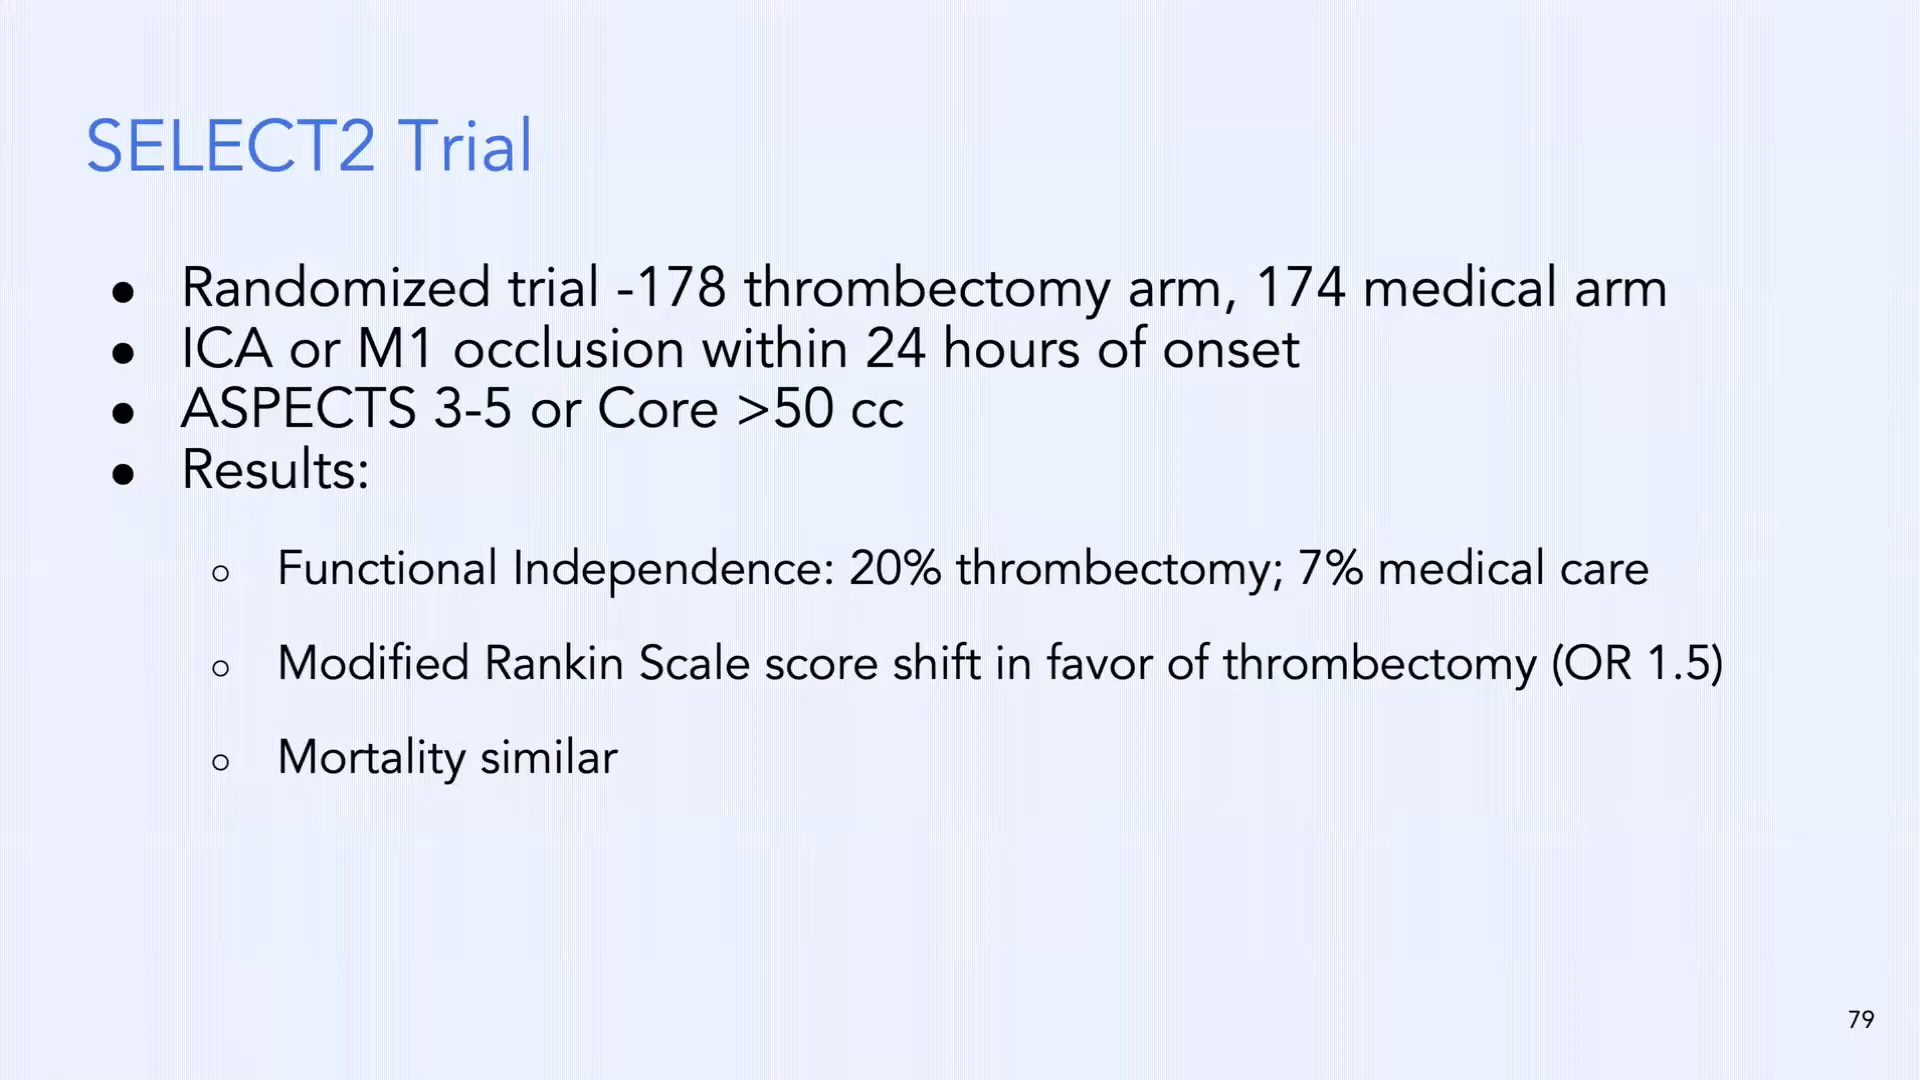 SELECT2 Trial
● Randomized trial -178 thrombectomy arm, 174 medical arm
● ICA or M1 occlusion within 24 hours of onset
● ASPECTS 3-5 or Core >50 cc
● Results:
○ Functional Independence: 20% thrombectomy; 7% medical care
○ Modified Rankin Scale score shift in favor of thrombectomy (OR 1.5)
○ Mortality similar
79